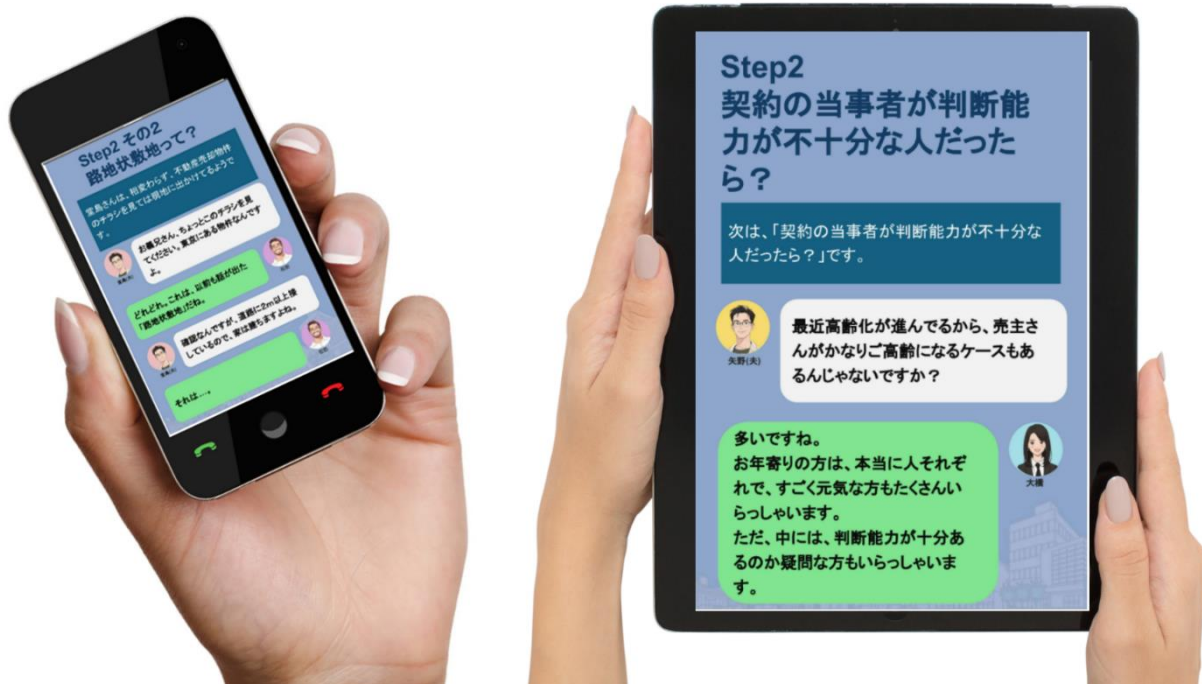 Step2 その2
路地状敷地って？
堂島さんは、相変わらず、不動産売却物件
のチラシを見ては現地に出かけてるようで
す。
お義兄さん、ちょっとこのチラシを見
てください。東京にある物件なんです
よ。
どれどれ。これは、以前も話が出た
「路地状敷地」だね。
確認なんですが、道路に2m以上接
しているので、家は建ちますよね。
それは…。
Step2
契約の当事者が判断能
力が不十分な人だった
ら？
次は、「契約の当事者が判断能力が不十分な
人だったら？」です。
最近高齢化が進んでるから、売主さ
んがかなりご高齢になるケースもあ
るんじゃないですか？
矢野(夫)
多いですね。
お年寄りの方は、本当に人それぞ
れで、すごく元気な方もたくさんい
らっしゃいます。
ただ、中には、判断能力が十分あ
るのか疑問な方もいらっしゃいま
す。
大橋